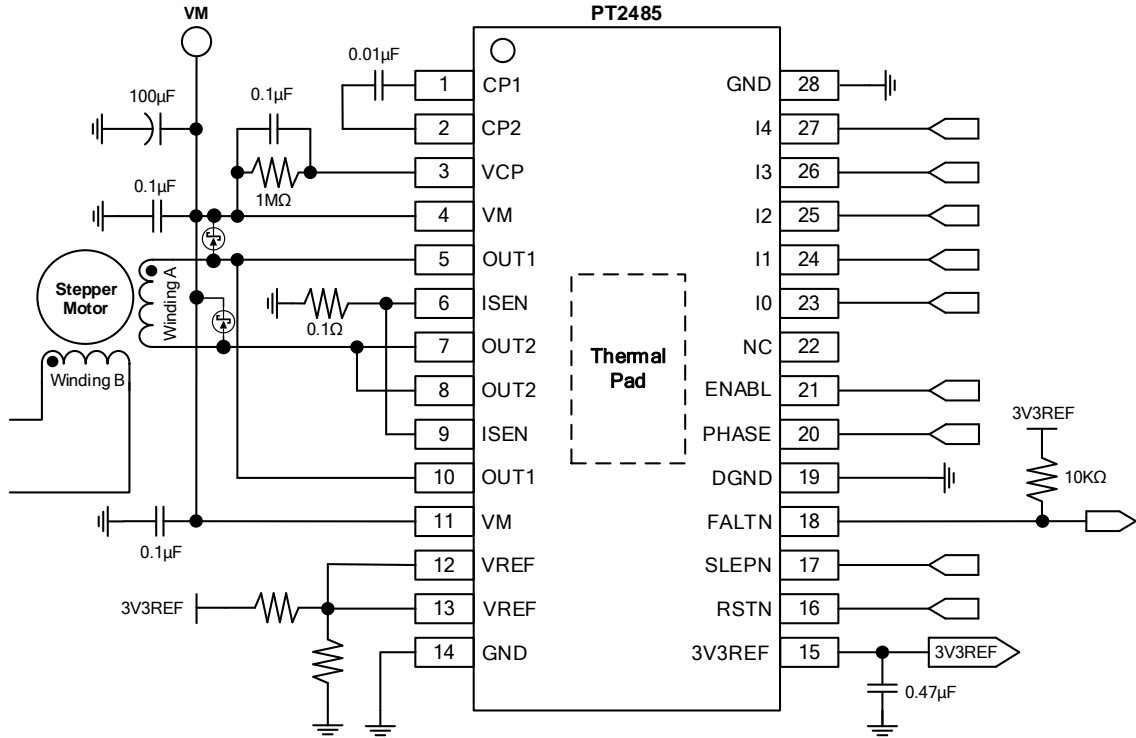 VM
PT2485
100µF
0.01µF
0.1µF
1MΩ
0.1µF
Stepper
Motor
Winding A
Winding B
0.1Ω
0.1µF
3V3REF
1 CP1
2 CP2
3 VCP
4 VM
5 OUT1
6 ISEN
7 OUT2
8 OUT2
9 ISEN
10 OUT1
11 VM
12 VREF
13 VREF
14 GND
Thermal
Pad
GND 28
I4 27
I3 26
I2 25
I1 24
I0 23
NC 22
ENABL 21
PHASE 20
DGND 19
FALTN 18
SLEPN 17
RSTN 16
3V3REF 15
3V3REF
10KΩ
3V3REF
0.47µF